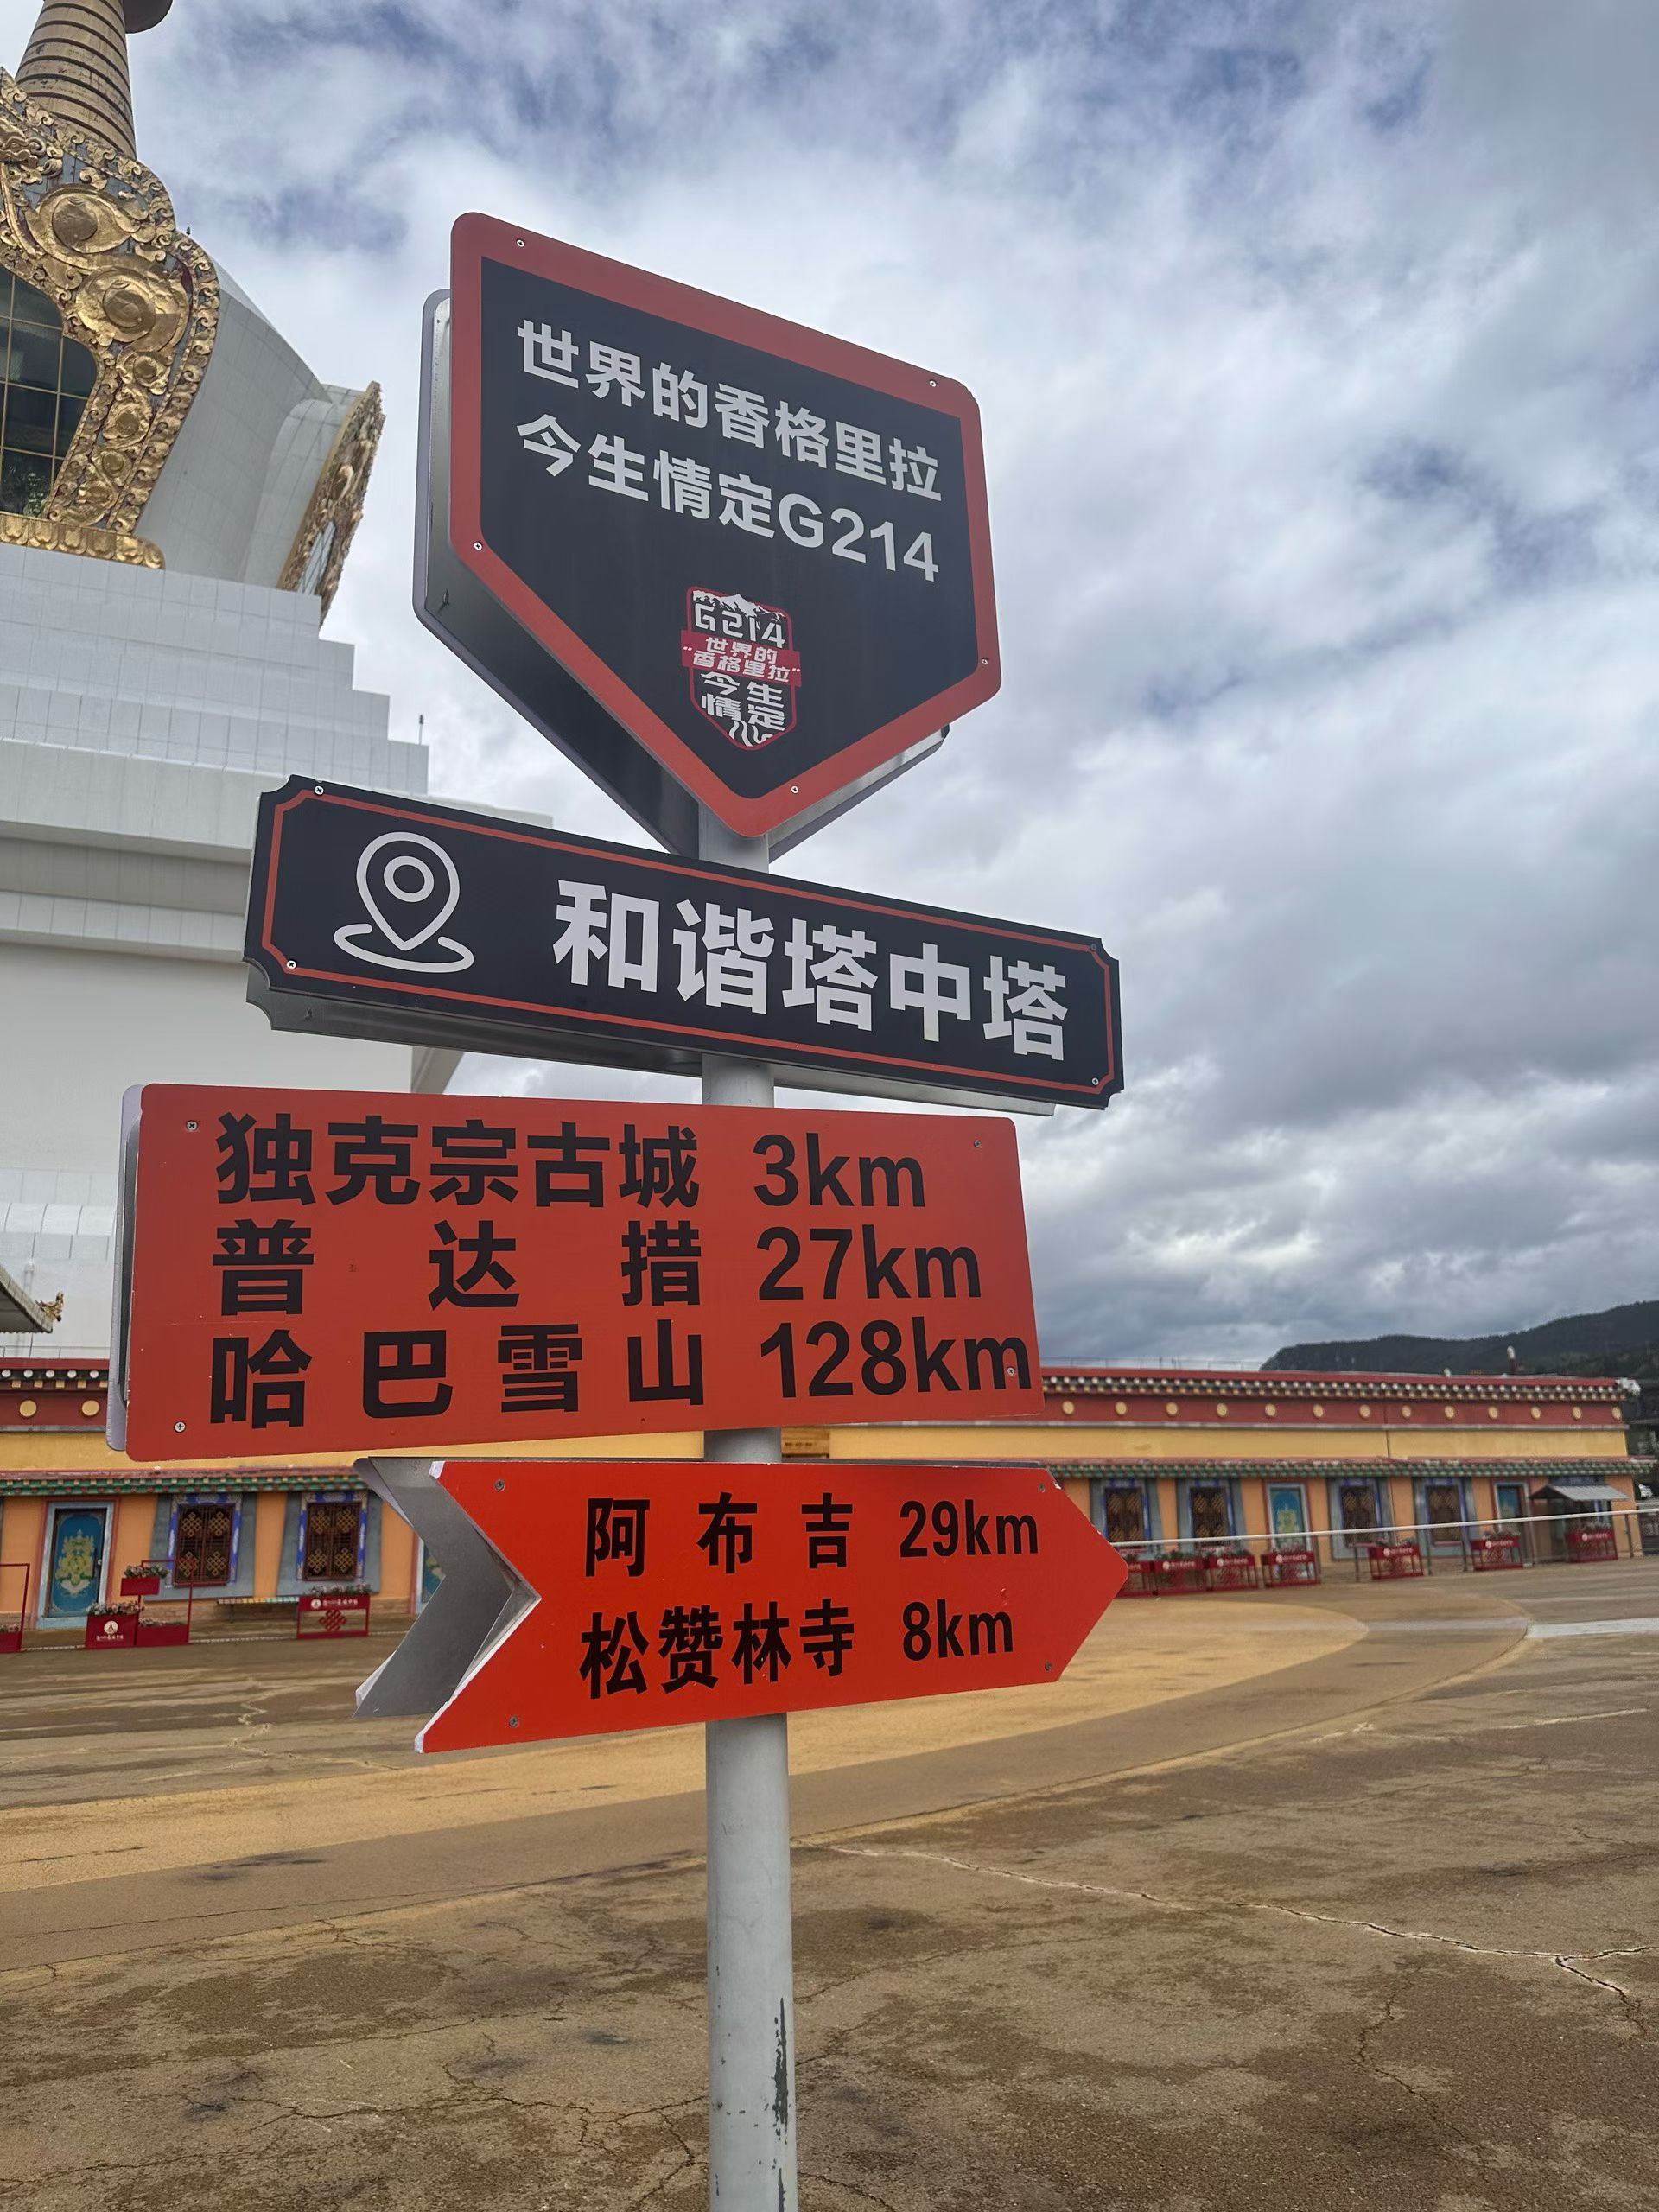 世界的香格里拉
今生情定G214
G214
世界的
"香格里拉"
今生
情定
和谐塔中塔
独克宗古城 3km
普达措 27km
哈巴雪山 128km
阿布吉 29km
松赞林寺 8km